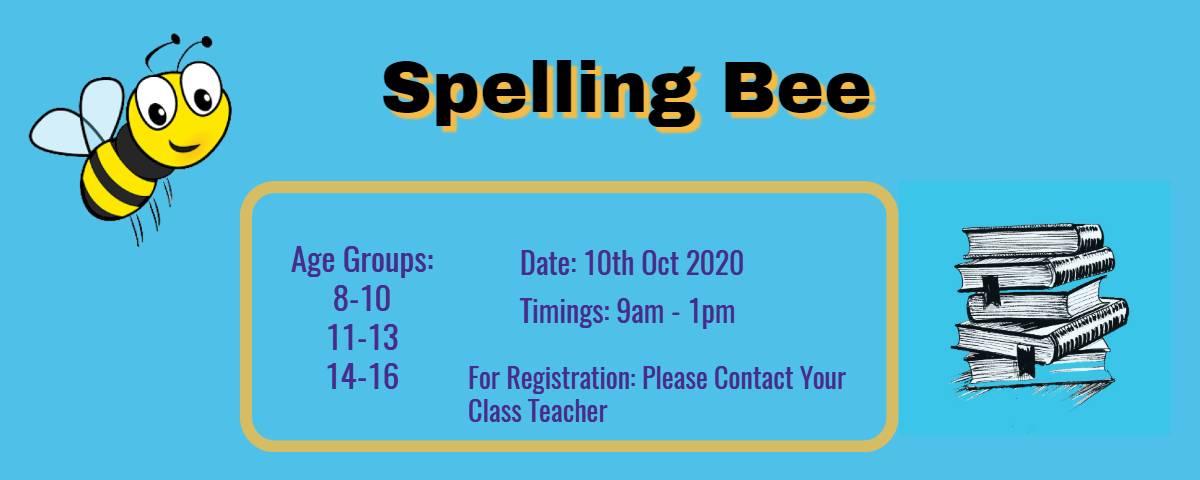 Spelling Bee
Age Groups:
8-10
11-13
14-16
Date: 10th Oct 2020
Timings: 9am - 1pm
For Registration: Please Contact Your
Class Teacher